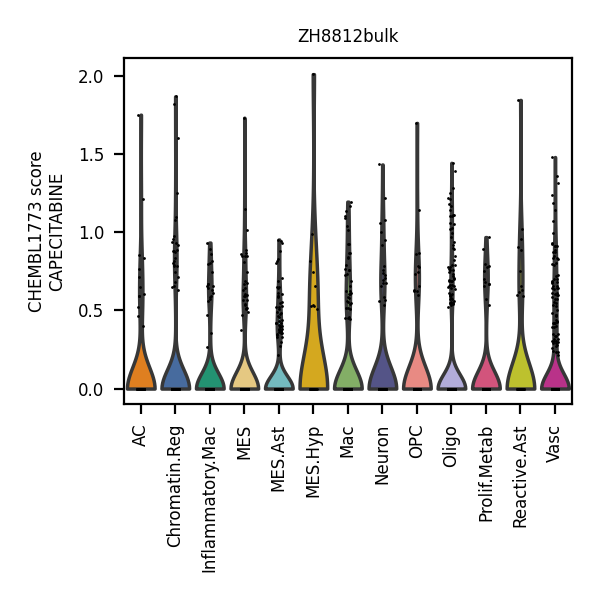 ZH8812bulk
CHEMBL1773 score
CAPECITABINE
2.0
1.5
1.0
0.5
0.0
AC
Chromatin.Reg
Inflammatory.Mac
MES
MES.Ast
MES.Hyp
Mac
Neuron
OPC
Oligo
Prolif.Metab
Reactive.Ast
Vasc